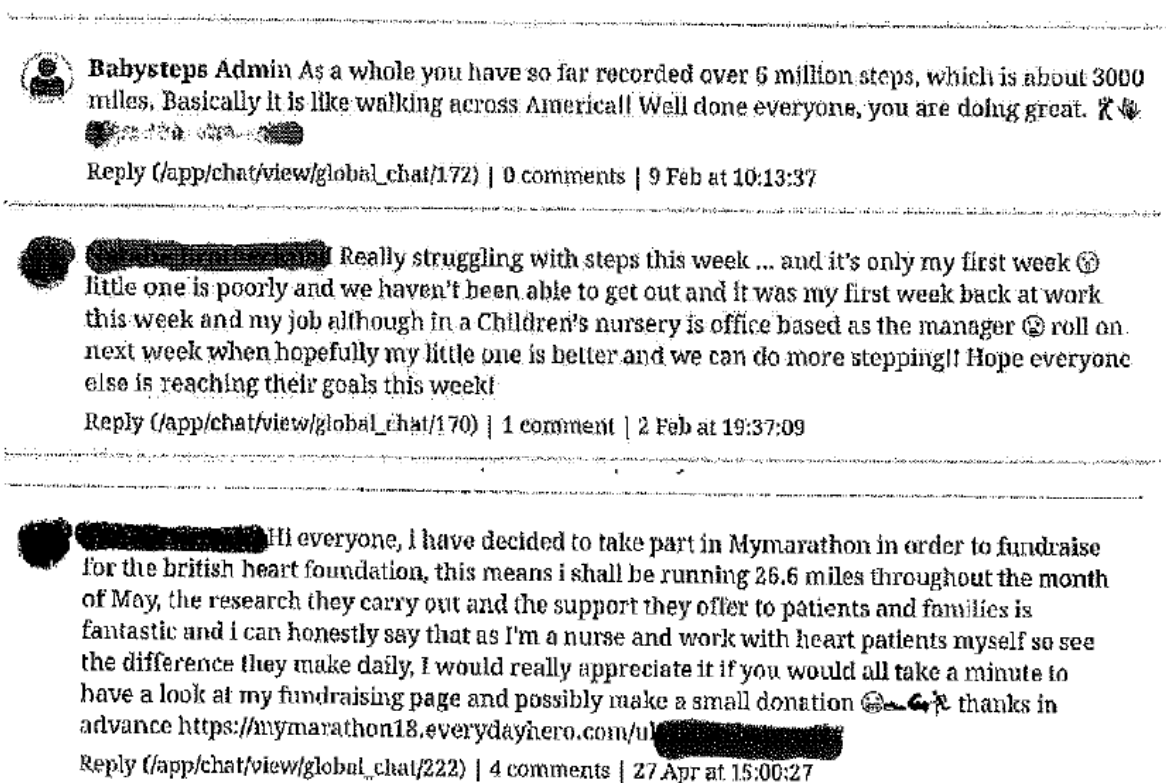 Babysteps Admin As a whole you have so far recorded over 6 million steps, which is about 3000
miles, Basically it is like walking across America!! Well done everyone, you are doing great.
Reply (/app/chat/view/global_chat/172) | 0 comments | 9 Feb at 10:13:37
Really struggling with steps this week ... and it's only my first week
little one is poorly and we haven't been able to get out and it was my first week back at work
this week and my job although in a Children's nursery is office based as the manager roll on
next week when hopefully my little one is better and we can do more stepping!! Hope everyone
else is reaching their goals this week!
Reply (/app/chat/view/global_chat/170) | 1 comment | 2 Feb at 19:37:09
Hi everyone, i have decided to take part in Mymarathon in order to fundraise
for the british heart foundation, this means i shall be running 26.6 miles throughout the month
of May, the research they carry out and the support they offer to patients and families is
fantastic and i can honestly say that as I'm a nurse and work with heart patients myself so see
the difference they make daily, I would really appreciate it if you would all take a minute to
have a look at my fundraising page and possibly make a small donation thanks in
advance https://mymarathon18.everydayhero.com/u
Reply (/app/chat/view/global_chat/222) | 4 comments | 27 Apr at 15:00:27